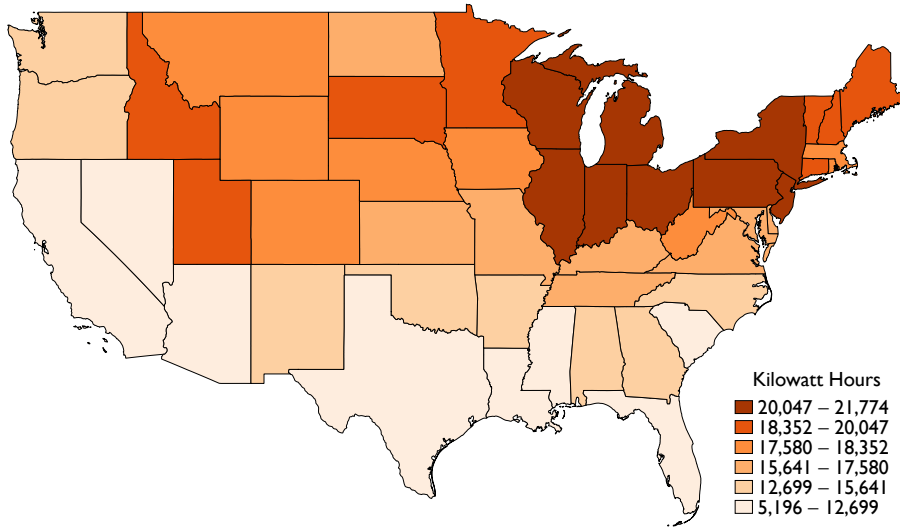 Kilowatt Hours
20,047 – 21,774
18,352 – 20,047
17,580 – 18,352
15,641 – 17,580
12,699 – 15,641
5,196 – 12,699